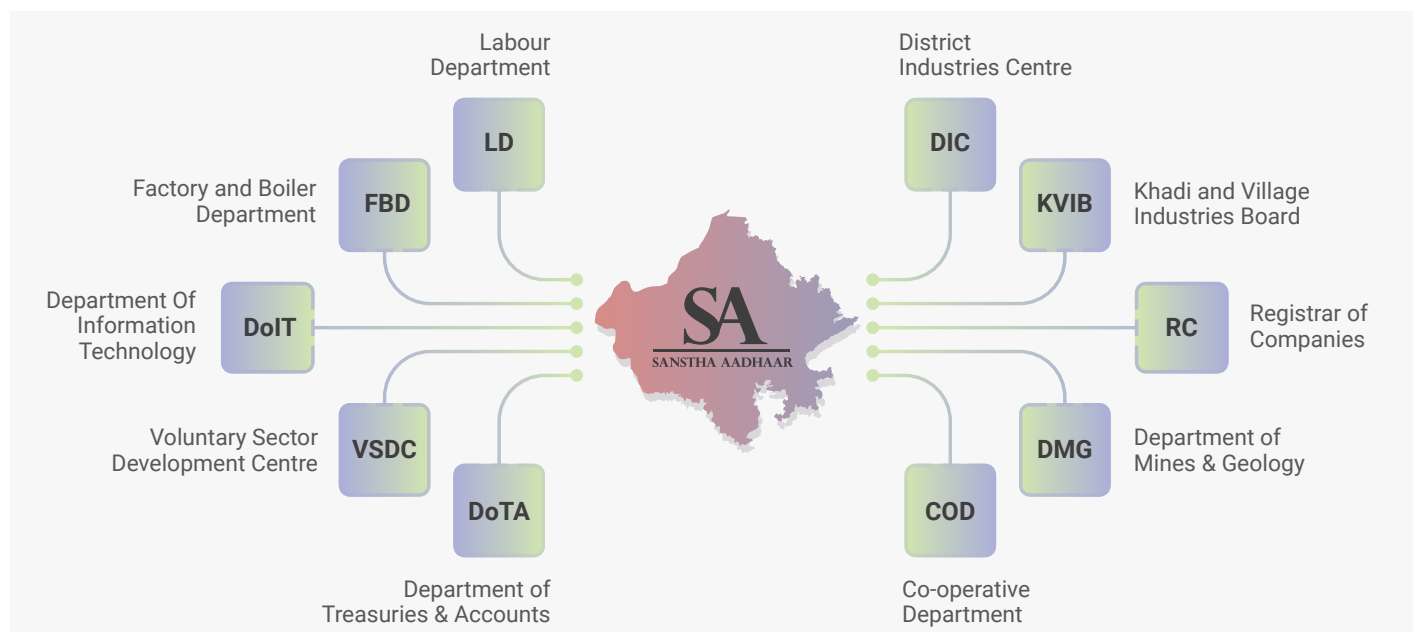 Labour
Department
LD
Factory and Boiler
Department
FBD
Department Of
Information
Technology
DoIT
Voluntary Sector
Development Centre
VSDC
DoTA
Department of
Treasuries & Accounts
SA
SANSTHA AADHAAR
District
Industries Centre
DIC
KVIB
Khadi and Village
Industries Board
RC
Registrar of
Companies
DMG
Department of
Mines & Geology
COD
Co-operative
Department